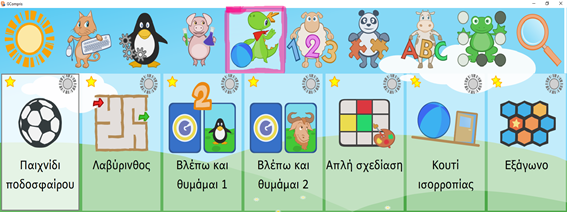 GCompris
123
ABC
2
Παιχνίδι
ποδοσφαίρου
Λαβύρινθος
Βλέπω και
θυμάμαι 1
Βλέπω και
θυμάμαι 2
Απλή σχεδίαση
Κουτί
ισορροπίας
Εξάγωνο